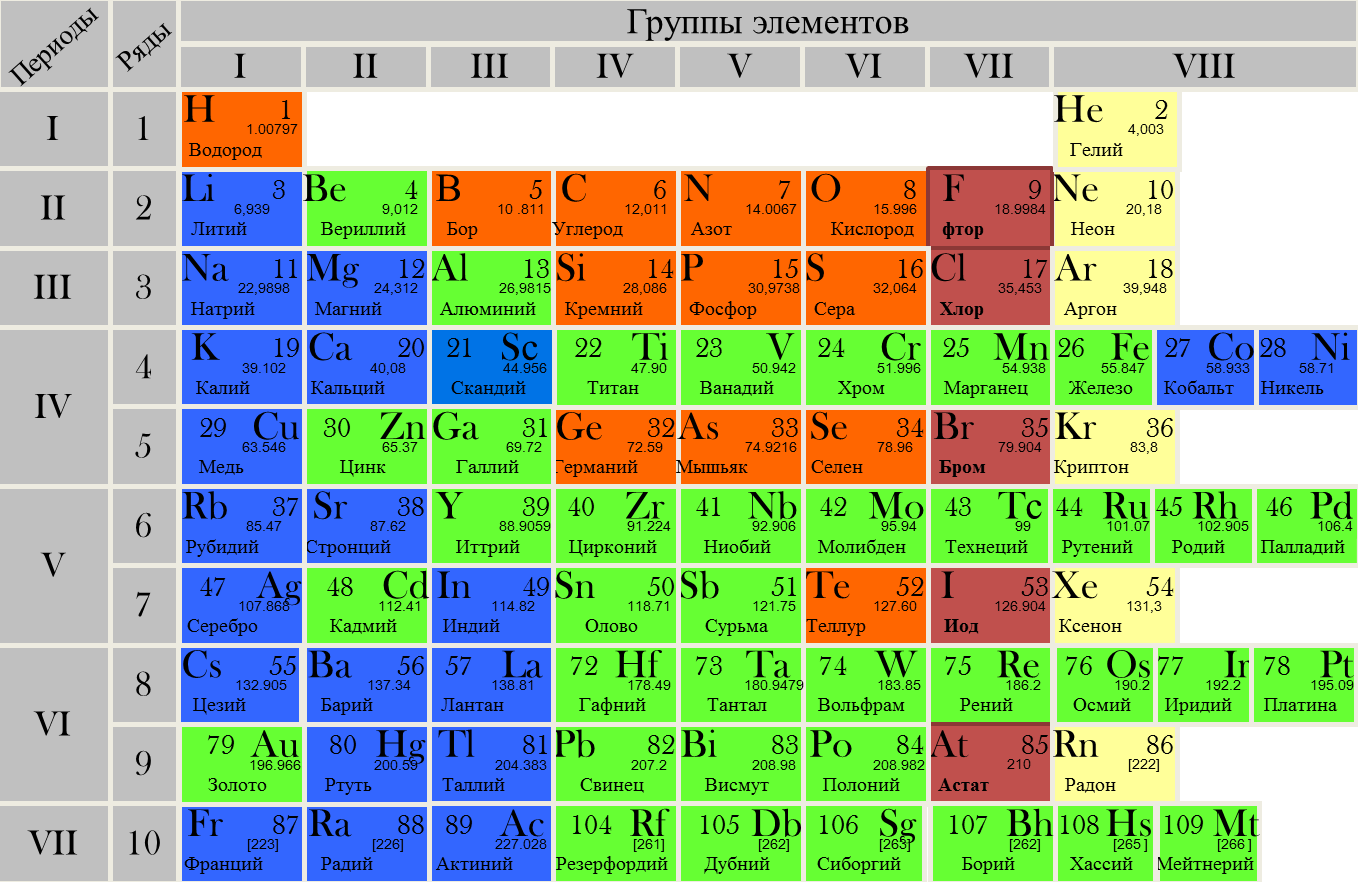 Периоды Ряды Группы элементов
I II III IV V VI VII VIII
I 1 H 1 He 2
1.00797 4,003
Водород Гелий
II 2 Li 3 Be 4 B 5 C 6 N 7 O 8 F 9 Ne 10
6,939 9,012 10 .811 12,011 14.0067 15.996 18.9984 20,18
Литий Вериллий Бор Углерод Азот Кислород фтор Неон
III 3 Na 11 Mg 12 Al 13 Si 14 P 15 S 16 Cl 17 Ar 18
22,9898 24,312 26,9815 28,086 30,9738 32,064 35,453 39,948
Натрий Магний Алюминий Кремний Фосфор Сера Хлор Аргон
IV 4 K 19 Ca 20 21 Sc 22 Ti 23 V 24 Cr 25 Mn 26 Fe 27 Co 28 Ni
39.102 40,08 44.956 47.90 50.942 51.996 54.938 55.847 58.933 58.71
Калий Кальций Скандий Титан Ванадий Хром Марганец Железо Кобальт Никель
5 29 Cu 30 Zn Ga 31 Ge 32 As 33 Se 34 Br 35 Kr 36
63.546 65.37 69.72 72.59 74.9216 78.96 79.904 83,8
Медь Цинк Галлий Германий Мышьяк Селен Бром Криптон
V 6 Rb 37 Sr 38 Y 39 40 Zr 41 Nb 42 Mo 43 Tc 44 Ru 45 Rh 46 Pd
85.47 87.62 88.9059 91.224 92.906 95.94 99 101.07 102.905 106.4
Рубидий Стронций Иттрий Цирконий Ниобий Молибден Технеций Рутений Родий Палладий
7 47 Ag 48 Cd In 49 Sn 50 Sb 51 Te 52 I 53 Xe 54
107.868 112.41 114.82 118.71 121.75 127.60 126.904 131,3
Серебро Кадмий Индий Олово Сурьма Теллур Иод Ксенон
VI 8 Cs 55 Ba 56 57 La 72 Hf 73 Ta 74 W 75 Re 76 Os 77 Ir 78 Pt
132.905 137.34 138.81 178.49 180.9479 183.85 186.2 190.2 192.2 195.09
Цезий Барий Лантан Гафний Тантал Вольфрам Рений Осмий Иридий Платина
9 79 Au 80 Hg Tl 81 Pb 82 Bi 83 Po 84 At 85 Rn 86
196.966 200.59 204.383 207.2 208.98 208.982 210 [222]
Золото Ртуть Таллий Свинец Висмут Полоний Астат Радон
VII 10 Fr 87 Ra 88 89 Ac 104 Rf 105 Db 106 Sg 107 Bh 108 Hs 109 Mt
[223] [226] 227.028 [261] [262] [263] [262] [265 ] [266 ]
Франций Радий Актиний Резерфордий Дубний Сиборгий Борий Хассий Мейтнерий